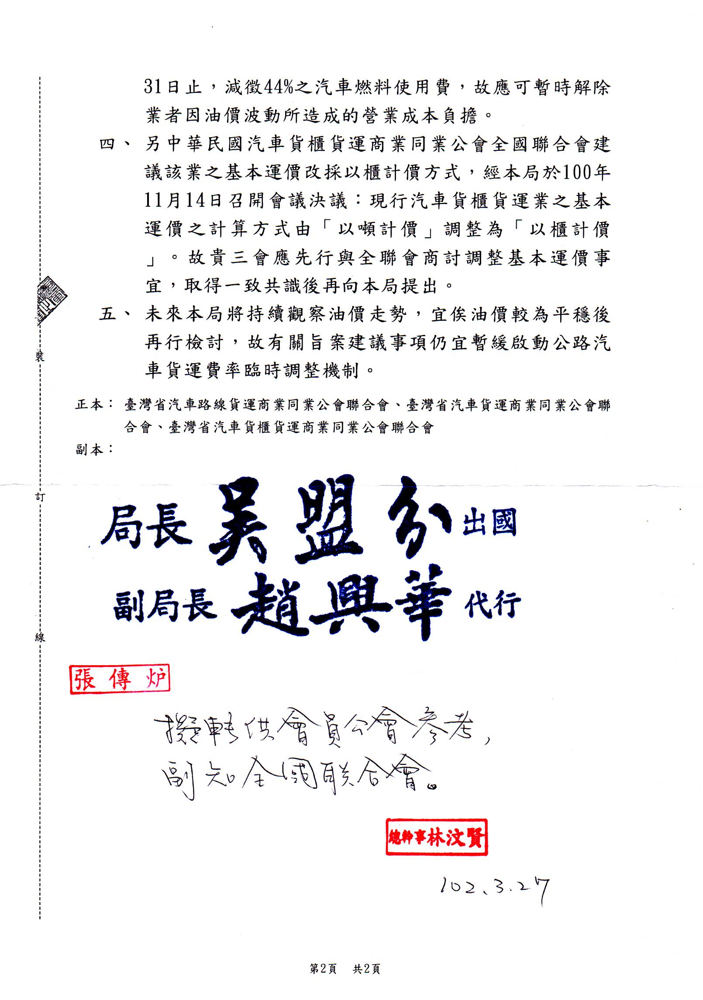 31日止，減徵44%之汽車燃料使用費，故應可暫時解除
業者因油價波動所造成的營業成本負擔。
四、另中華民國汽車貨櫃貨運商業同業公會全國聯合會建
議該業之基本運價改採以櫃計價方式，經本局於100年
11月14日召開會議決議：現行汽車貨櫃貨運業之基本
運價之計算方式由「以噸計價」調整為「以櫃計價
」。故貴三會應先行與全聯會商討調整基本運價事
宜，取得一致共識後再向本局提出。
五、未來本局將持續觀察油價走勢，宜俟油價較為平穩後
再行檢討，故有關旨案建議事項仍宜暫緩啟動公路汽
車貨運費率臨時調整機制。
正本：臺灣省汽車路線貨運商業同業公會聯合會、臺灣省汽車貨運商業同業公會聯
合會、臺灣省汽車貨櫃貨運商業同業公會聯合會
副本：
裝
訂
線
局長吳盟分出國
副局長趙興華代行
張傳炉
擬轉供會員公會參考，
副知全國联合會。
總幹事林汶賢
102.3.27
第2頁 共2頁